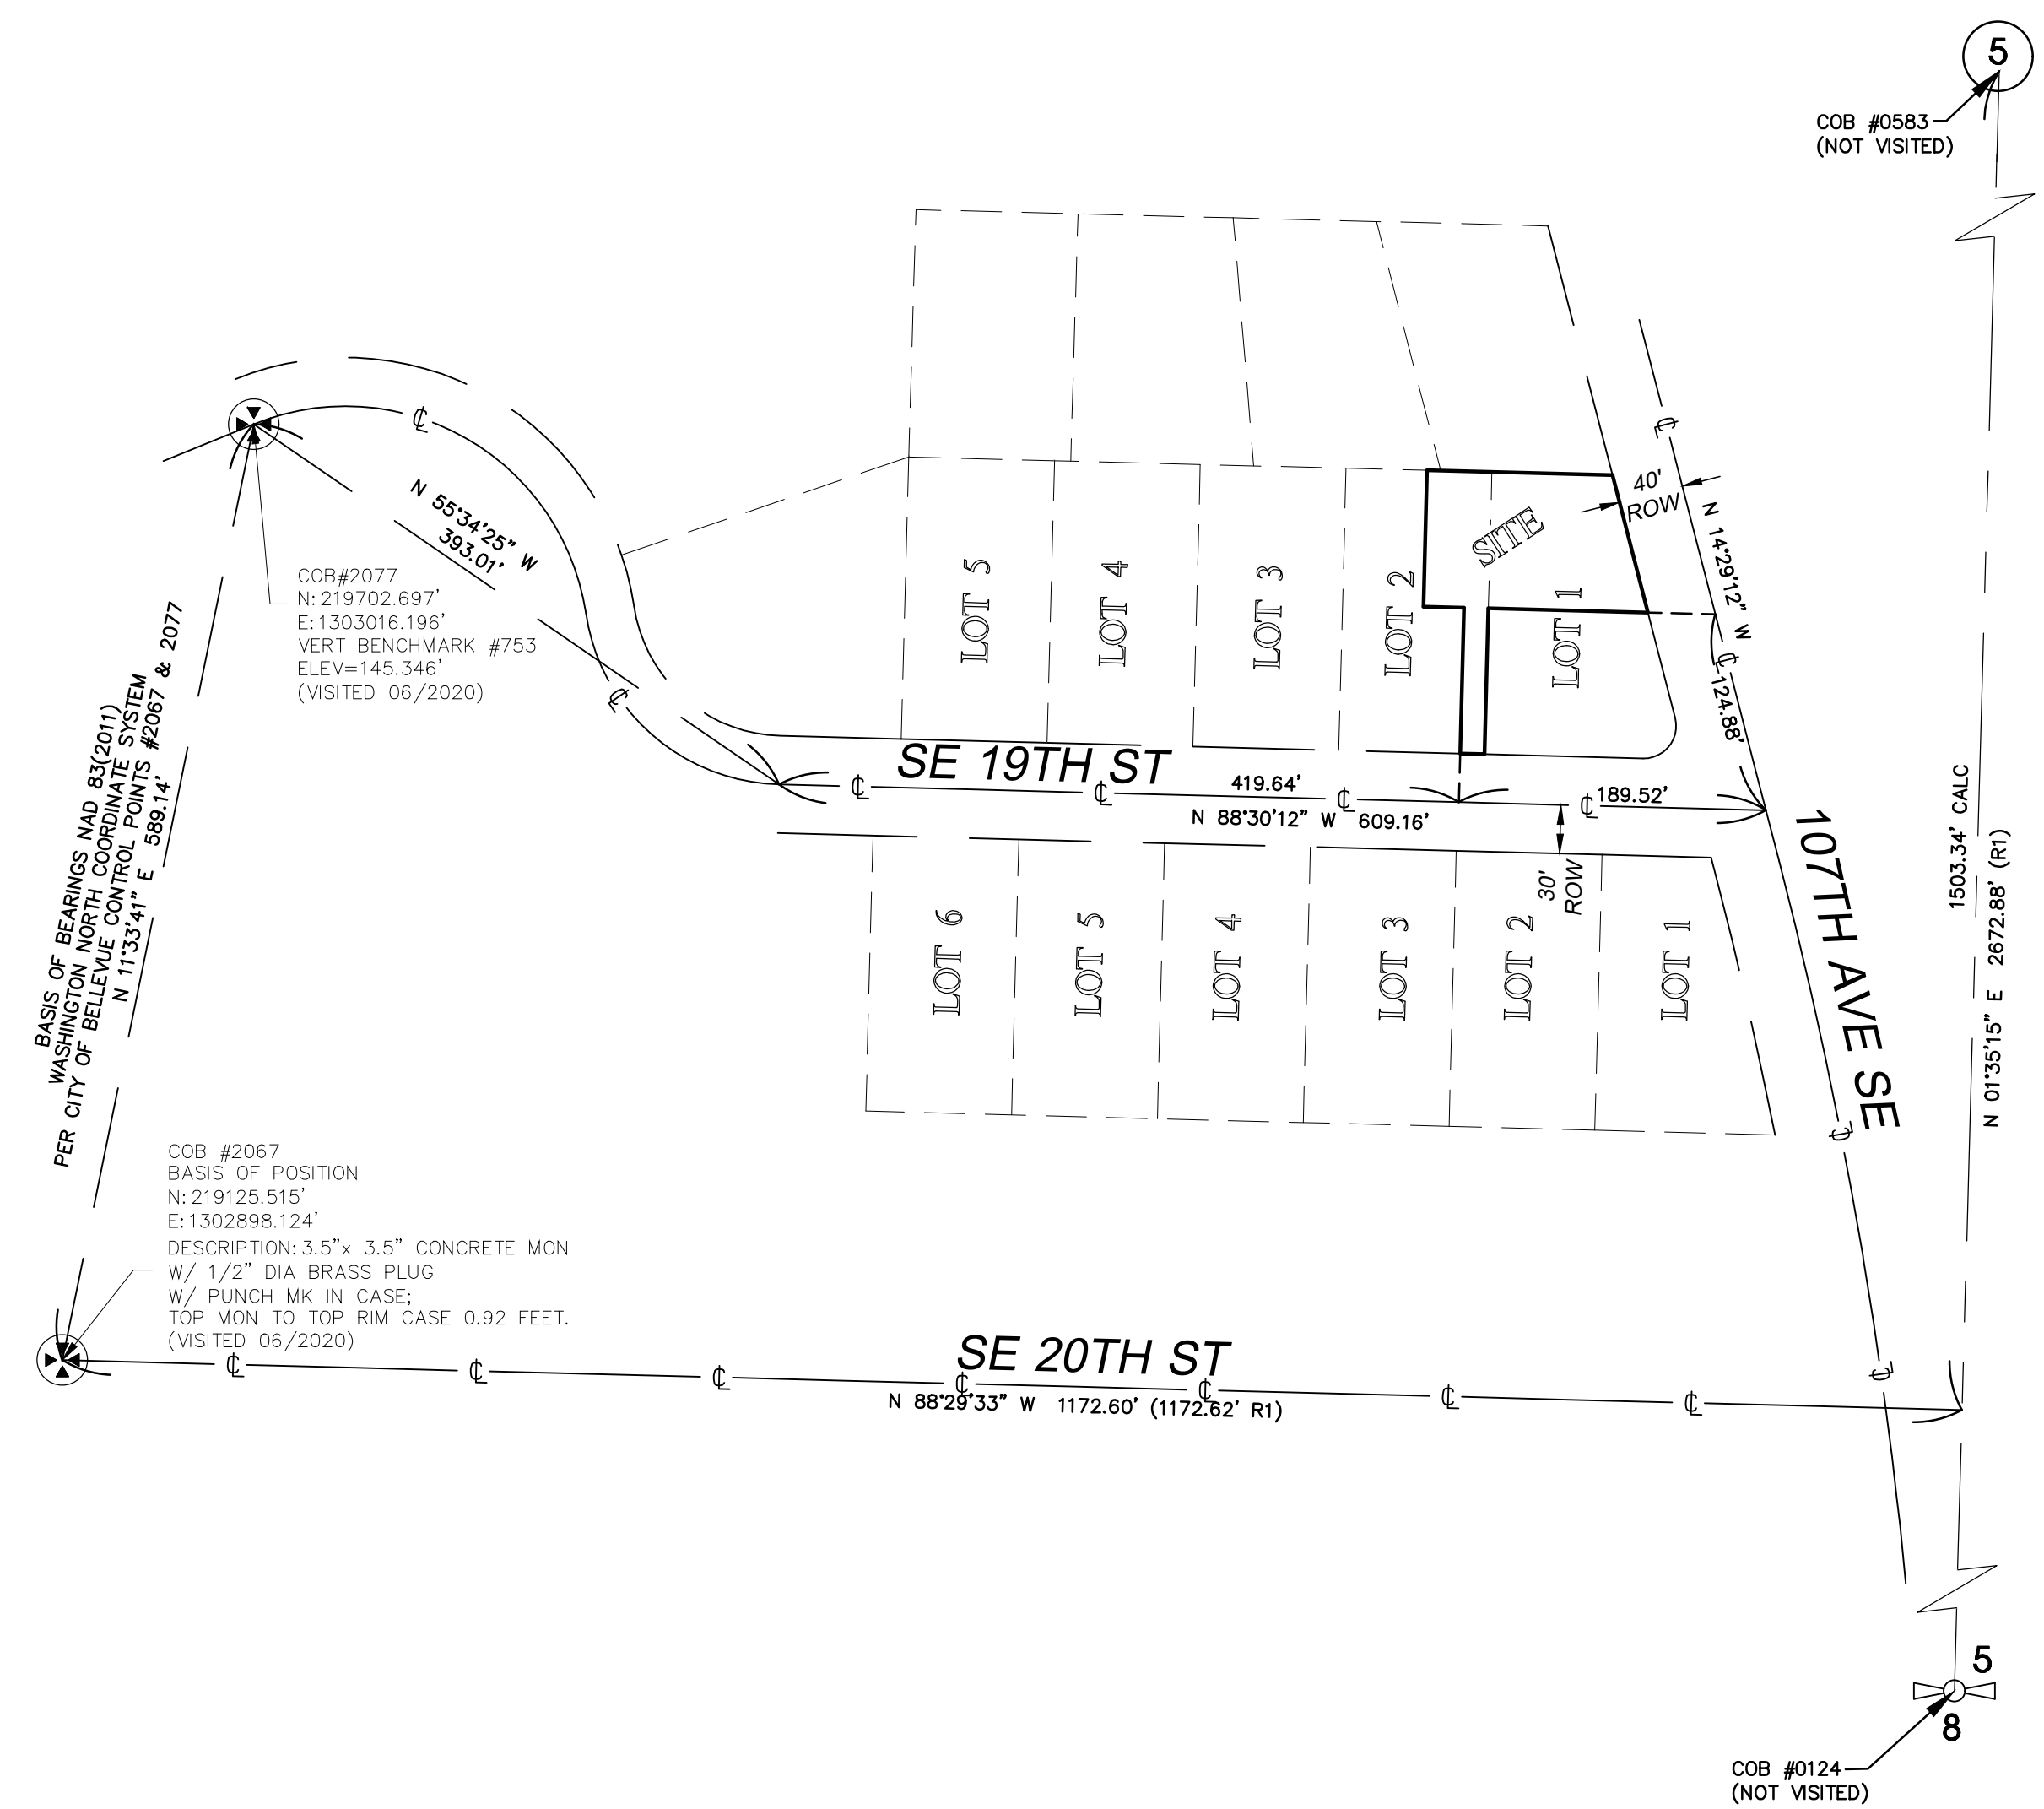 5
COB #0583
(NOT VISITED)
℄
40'
ROW
SITE
N 14°29'12" W
℄
124.88'
N 55°34'25" W
393.01'
COB#2077
N: 219702.697'
E: 1303016.196'
VERT BENCHMARK #753
ELEV=145.346'
(VISITED 06/2020)
LOT 5
LOT 4
LOT 3
LOT 2
LOT 1
℄
℄
SE 19TH ST
℄
℄
℄
℄
419.64'
189.52'
N 88°30'12" W 609.16'
30'
ROW
107TH AVE SE
℄
℄
1503.34' CALC
N 01°35'15" E 2672.88' (R1)
BASIS OF BEARINGS NAD 83(2011)
WASHINGTON NORTH COORDINATE SYSTEM
PER CITY OF BELLEVUE CONTROL POINTS #2067 & 2077
N 11°33'41" E 589.14'
LOT 6
LOT 5
LOT 4
LOT 3
LOT 2
LOT 1
COB #2067
BASIS OF POSITION
N: 219125.515'
E: 1302898.124'
DESCRIPTION: 3.5"x 3.5" CONCRETE MON
W/ 1/2" DIA BRASS PLUG
W/ PUNCH MK IN CASE;
TOP MON TO TOP RIM CASE 0.92 FEET.
(VISITED 06/2020)
SE 20TH ST
℄
℄
℄
℄
℄
℄
℄
N 88°29'33" W 1172.60' (1172.62' R1)
5
8
COB #0124
(NOT VISITED)